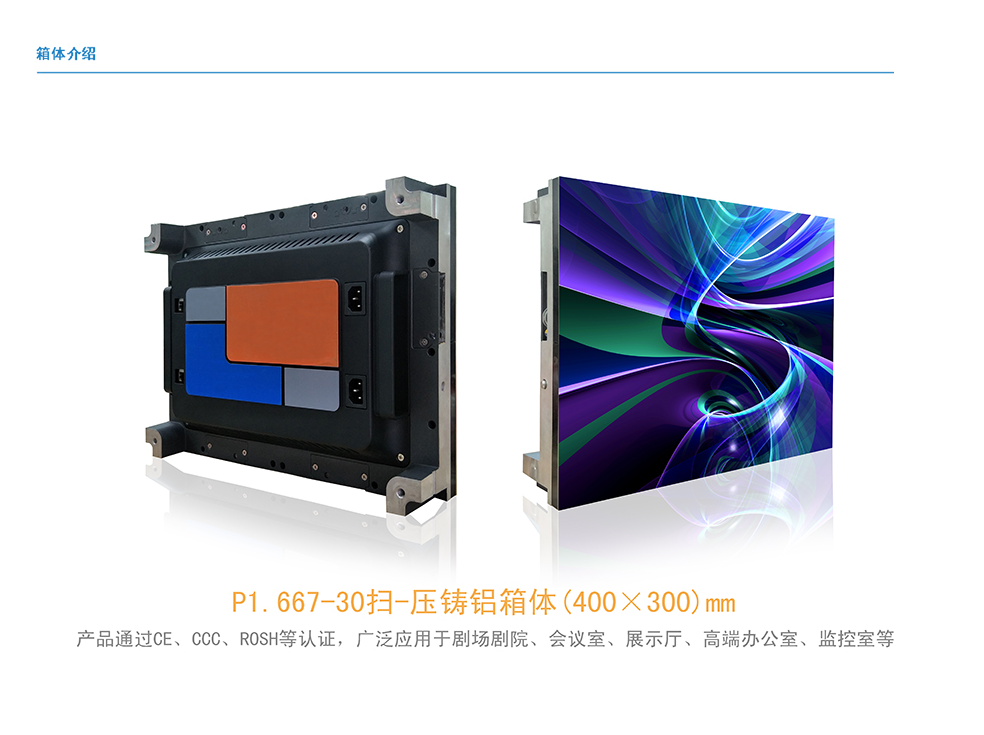 箱体介绍
P1.667-30扫-压铸铝箱体(400×300)mm
产品通过CE、CCC、ROSH等认证，广泛应用于剧场剧院、会议室、展示厅、高端办公室、监控室等